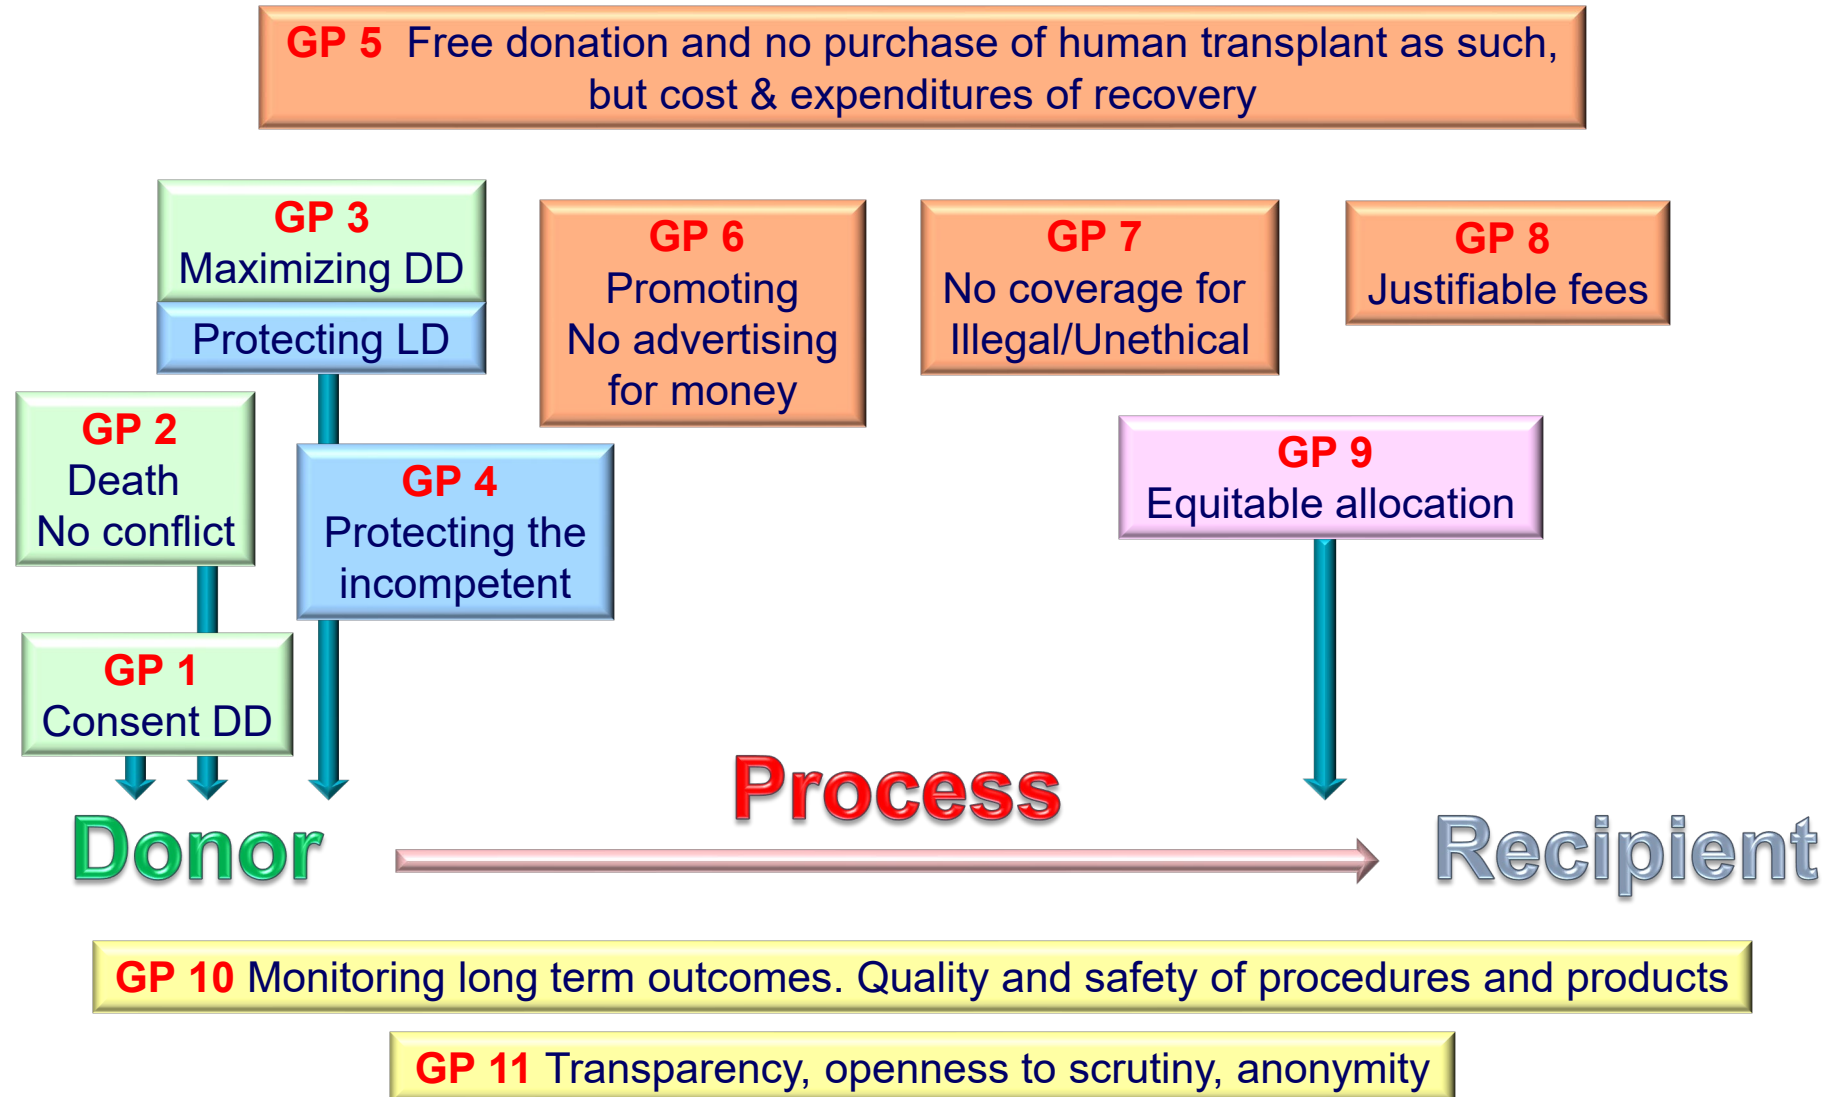 GP 5 Free donation and no purchase of human transplant as such,
but cost & expenditures of recovery
GP 3
Maximizing DD
Protecting LD
GP 6
Promoting
No advertising
for money
GP 7
No coverage for
Illegal/Unethical
GP 8
Justifiable fees
GP 2
Death
No conflict
GP 4
Protecting the
incompetent
GP 9
Equitable allocation
GP 1
Consent DD
Process
Donor
Recipient
GP 10 Monitoring long term outcomes. Quality and safety of procedures and products
GP 11 Transparency, openness to scrutiny, anonymity